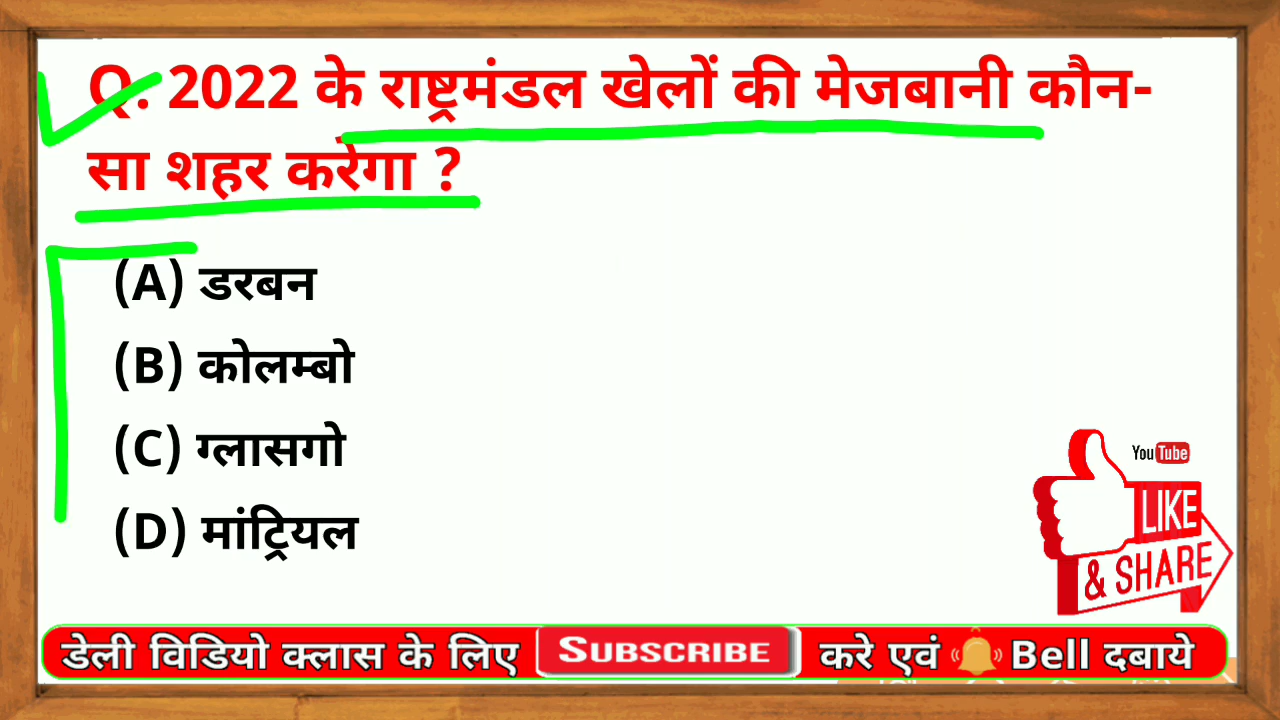 Q. 2022 के राष्ट्रमंडल खेलों की मेजबानी कौन-
सा शहर करेगा ?
(A) डरबन
(B) कोलम्बो
(C) ग्लासगो
(D) मांट्रियल
YouTube
LIKE
& SHARE
डेली विडियो क्लास के लिए SUBSCRIBE करे एवं Bell दबाये